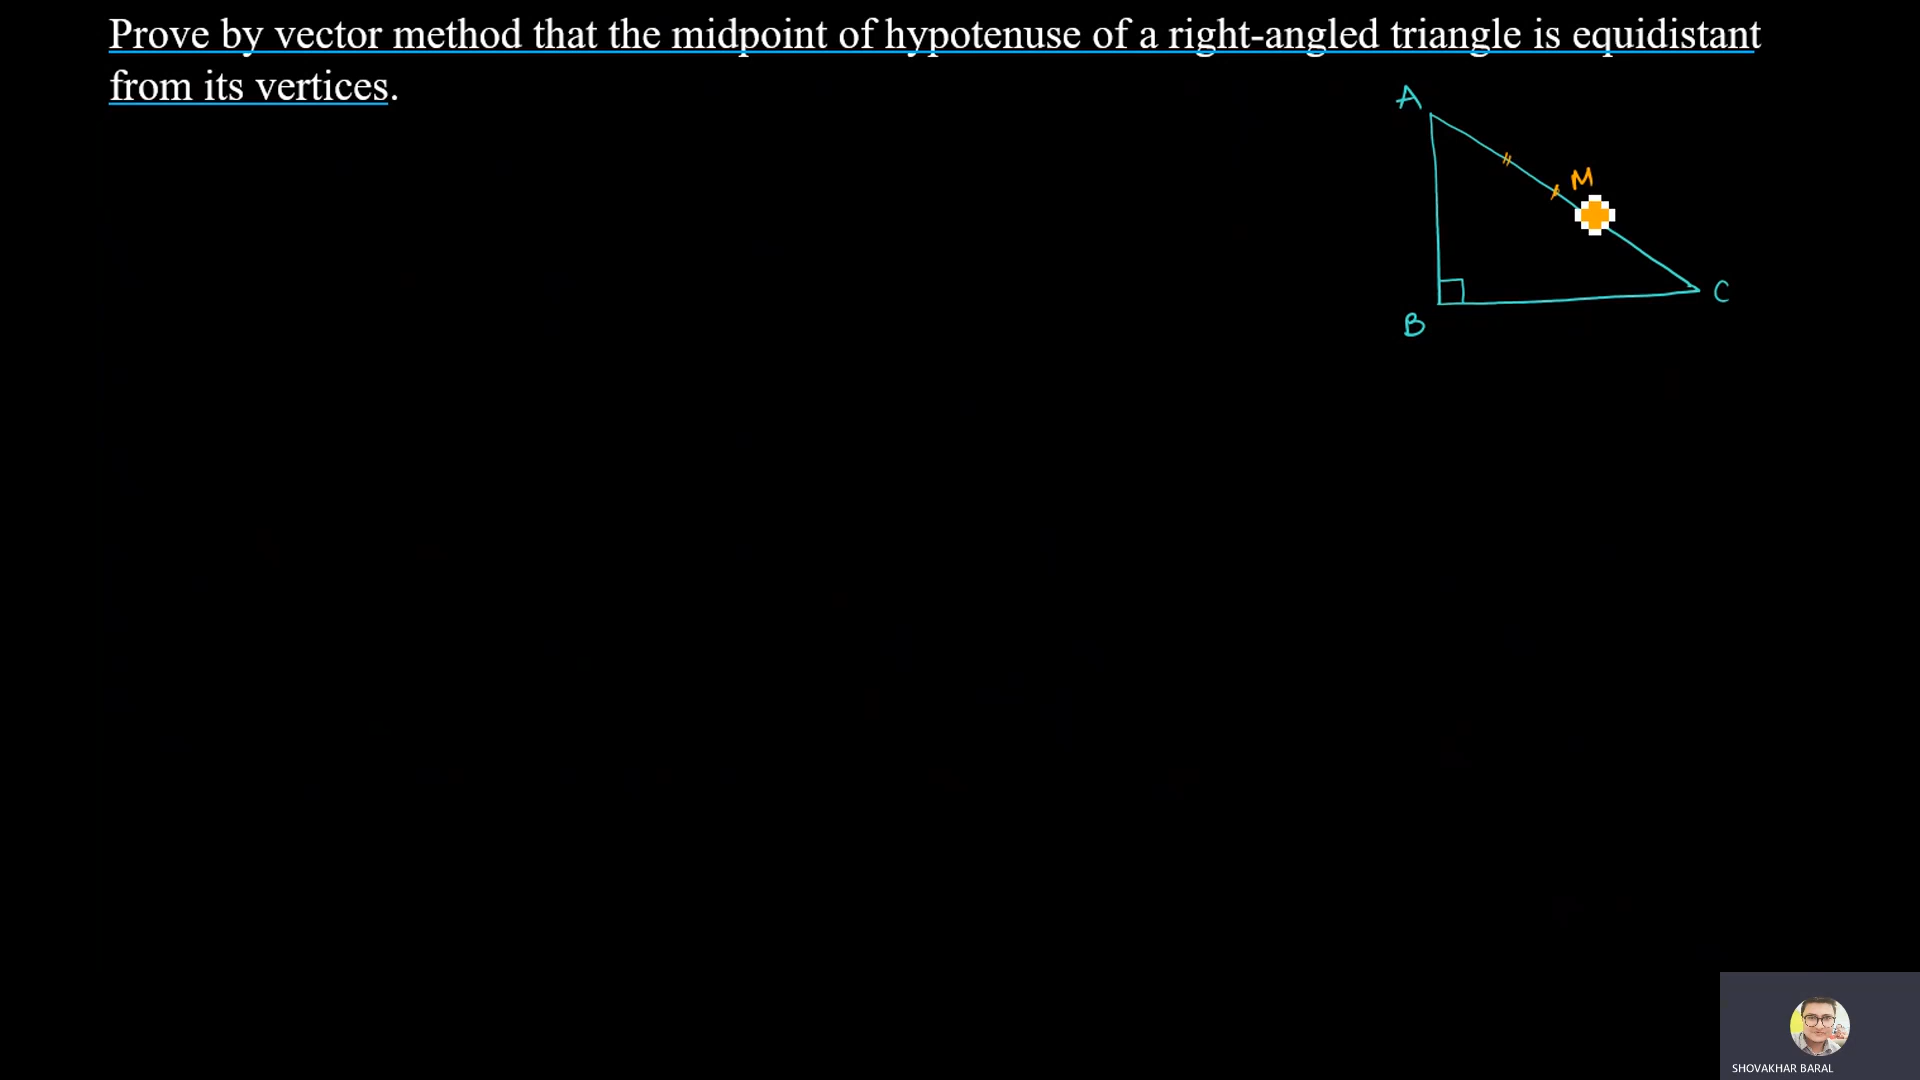 Prove by vector method that the midpoint of hypotenuse of a right-angled triangle is equidistant
from its vertices.
A
M
C
B
SHOVAKHAR BARAL